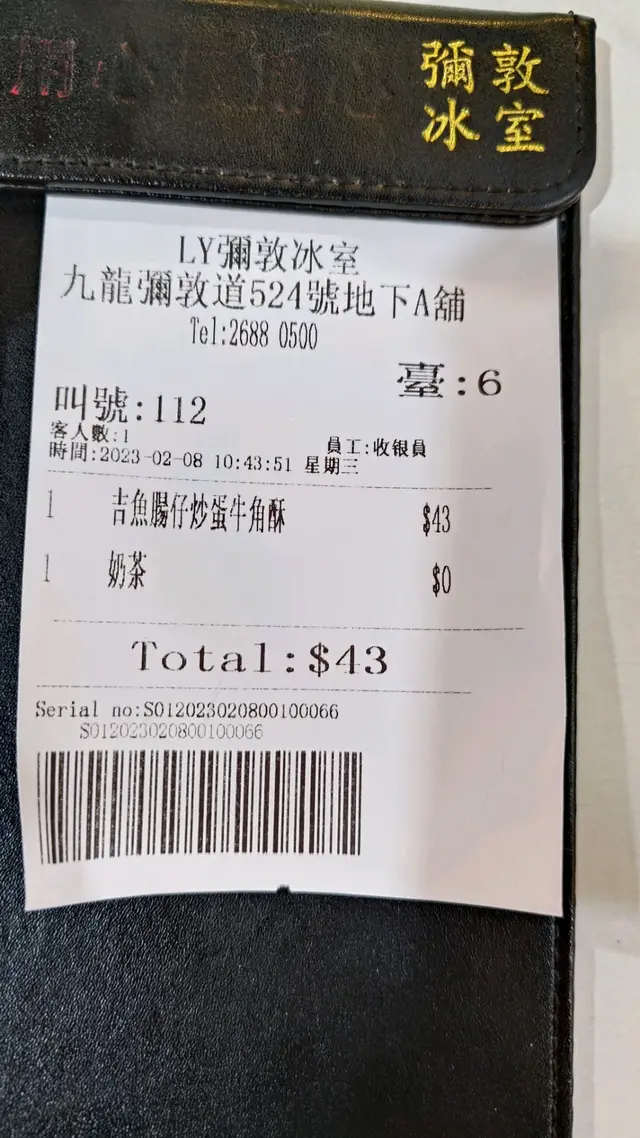 彌敦
冰室
LY彌敦冰室
九龍彌敦道524號地下A舖
Tel:2688 0500
臺:6
叫號:112
客人數:1
員工:收银員
時間:2023-02-08 10:43:51 星期三
1 吉魚腸仔炒蛋牛角酥 $43
1 奶茶 $0
Total:$43
Serial no:S012023020800100066
S012023020800100066